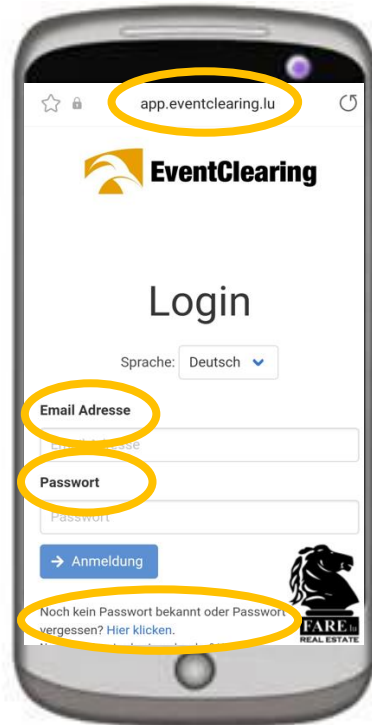 app.eventclearing.lu
EventClearing
Login
Sprache: Deutsch
Email Adresse
Passwort
Passwort
→ Anmeldung
Noch kein Passwort bekannt oder Passwort
vergessen? Hier klicken.
FARE.lu
REAL ESTATE